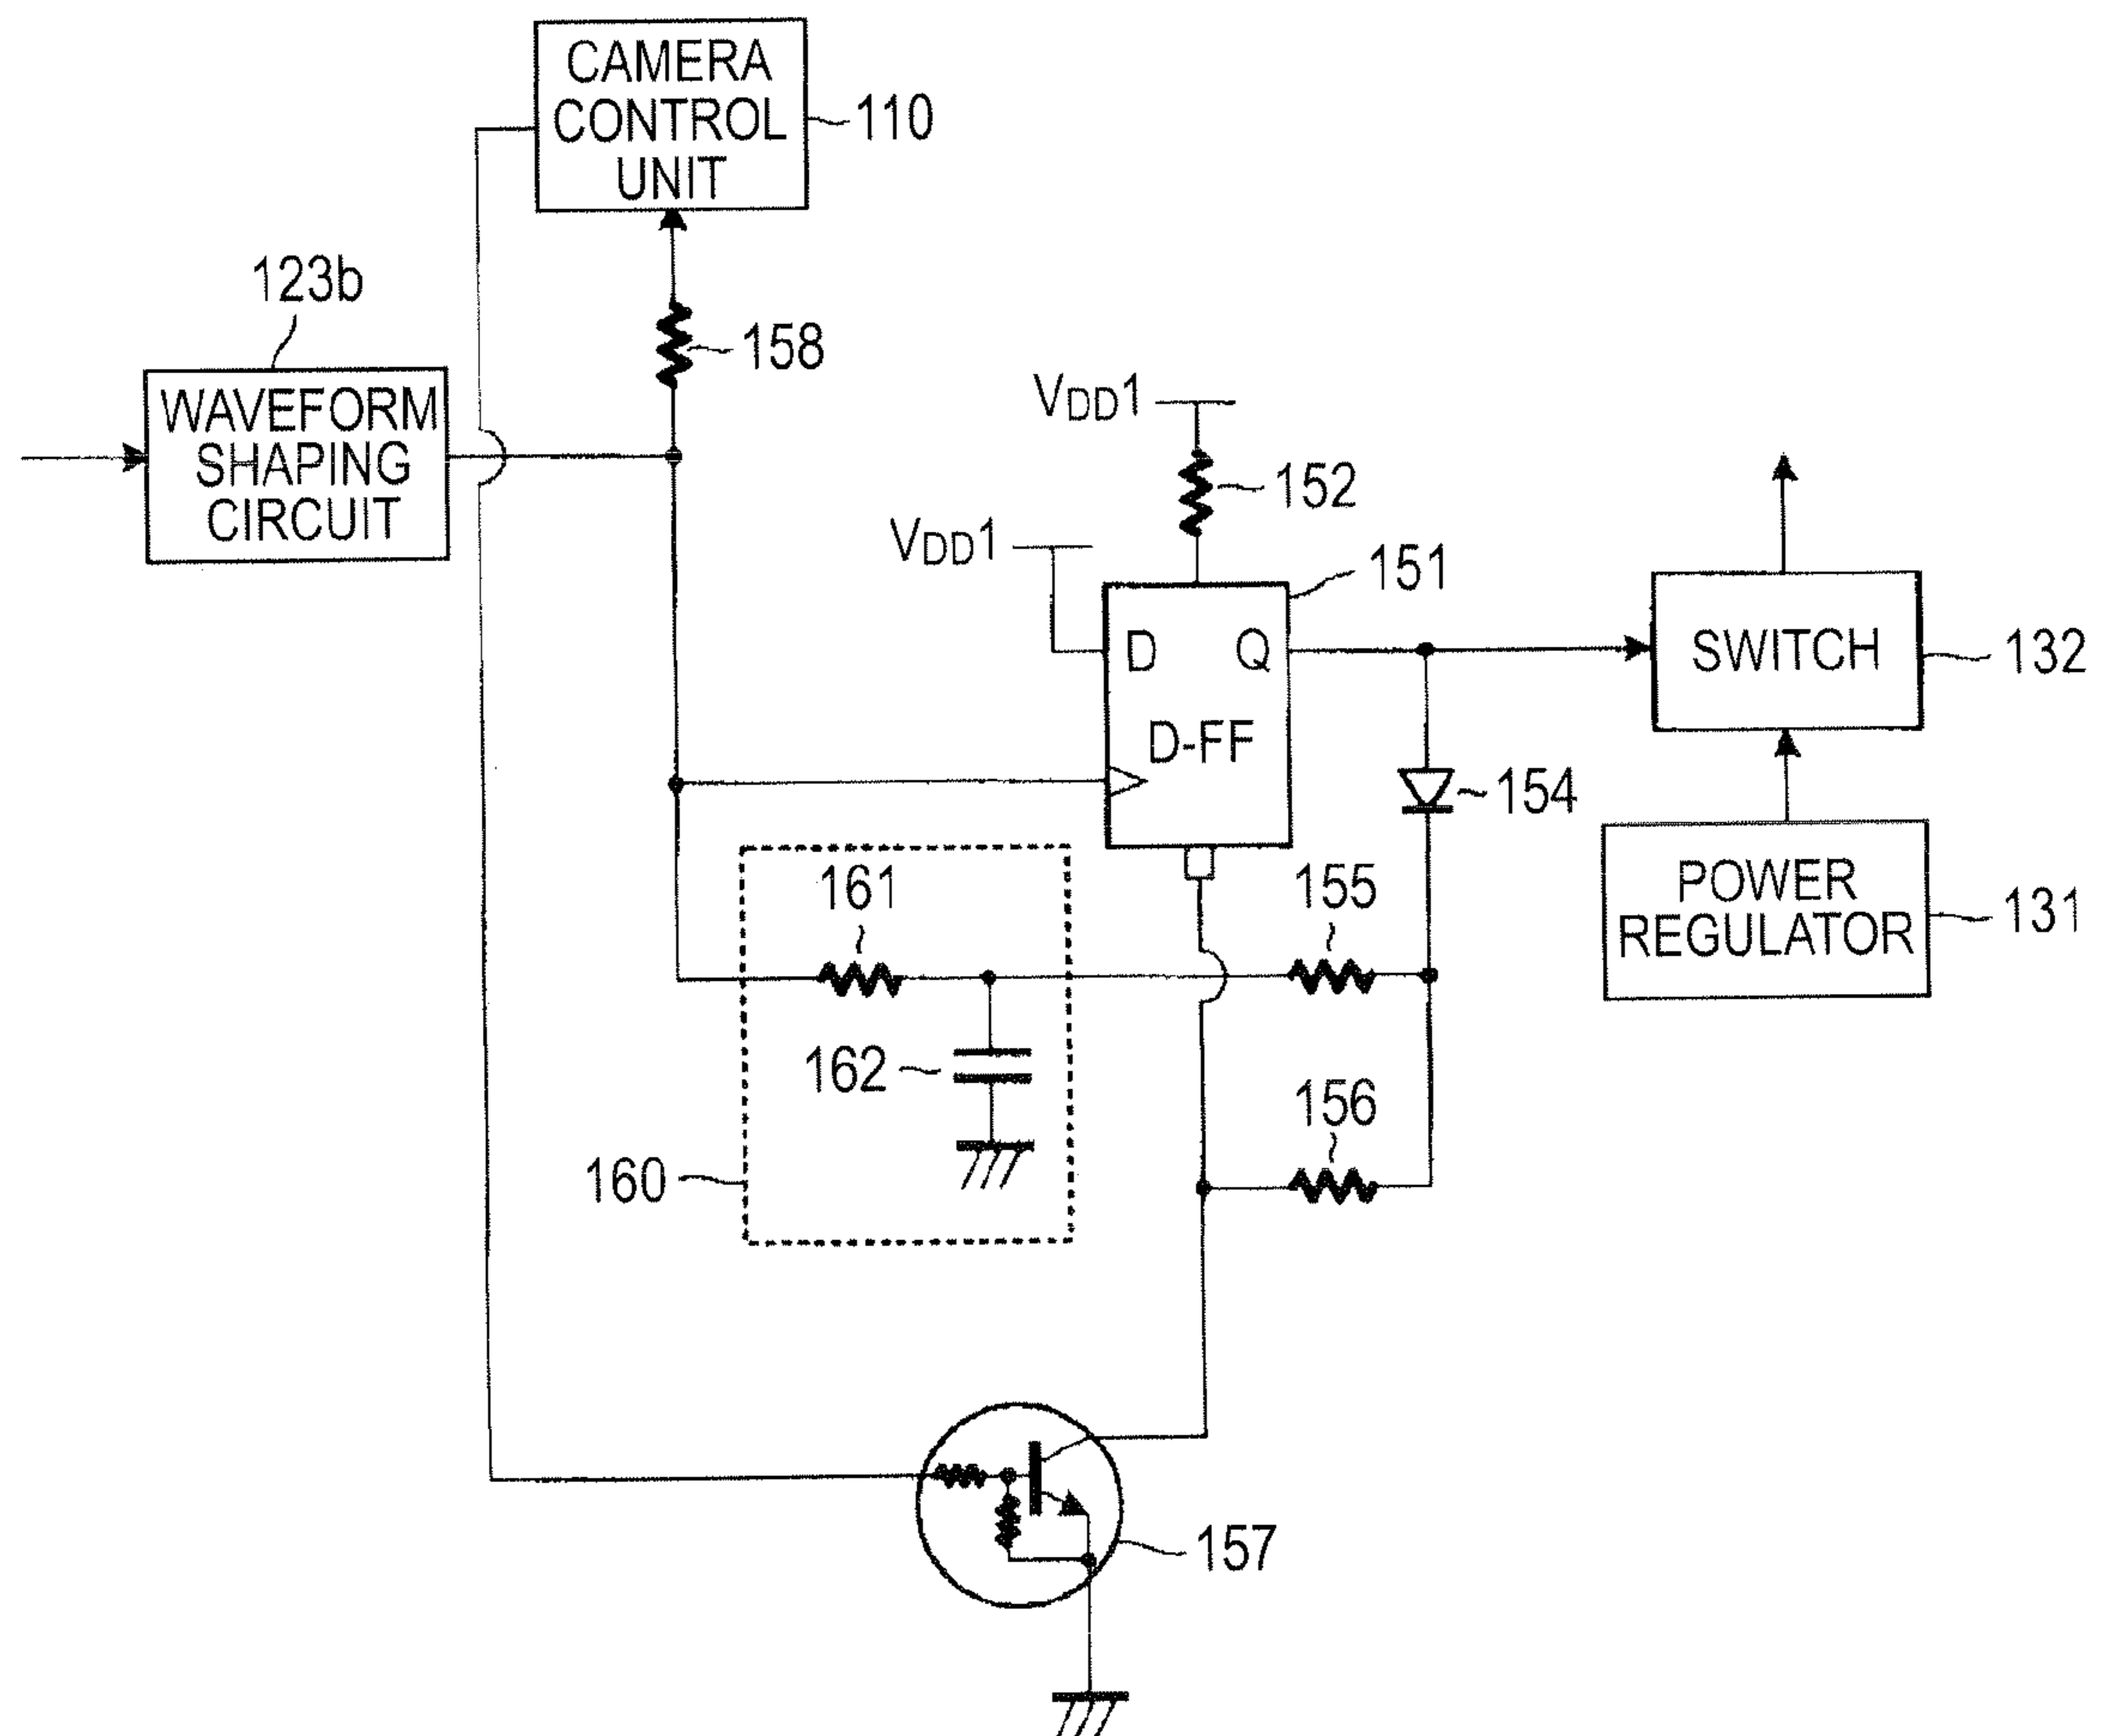 CAMERA
CONTROL
UNIT
110
123b
158
WAVEFORM
SHAPING
CIRCUIT
VDD1
152
VDD1
151
D
Q
D-FF
SWITCH
132
154
161
155
POWER
REGULATOR
131
162
156
160
157